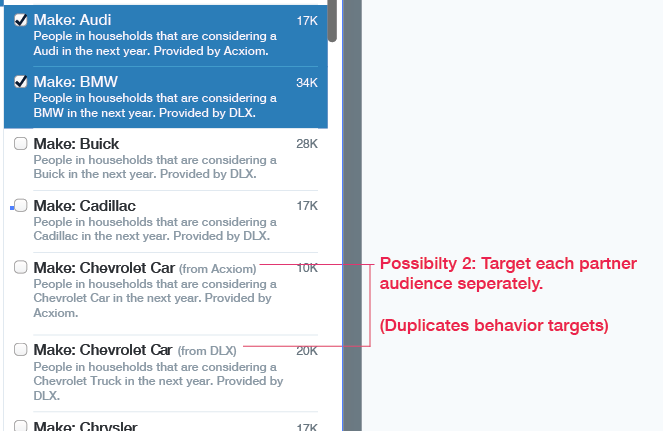 Make: Audi 17K
People in households that are considering a
Audi in the next year. Provided by Acxiom.
Make: BMW 34K
People in households that are considering a
BMW in the next year. Provided by DLX.
Make: Buick 28K
People in households that are considering a
Buick in the next year. Provided by DLX.
Make: Cadillac 17K
People in households that are considering a
Cadillac in the next year. Provided by DLX.
Make: Chevrolet Car (from Acxiom) 10K
People in households that are considering a
Chevrolet Car in the next year. Provided by
Acxiom.
Make: Chevrolet Car (from DLX) 20K
People in households that are considering a
Chevrolet Truck in the next year. Provided by
DLX.
Make: Chrysler 17K
Possibilty 2: Target each partner
audience seperately.
(Duplicates behavior targets)